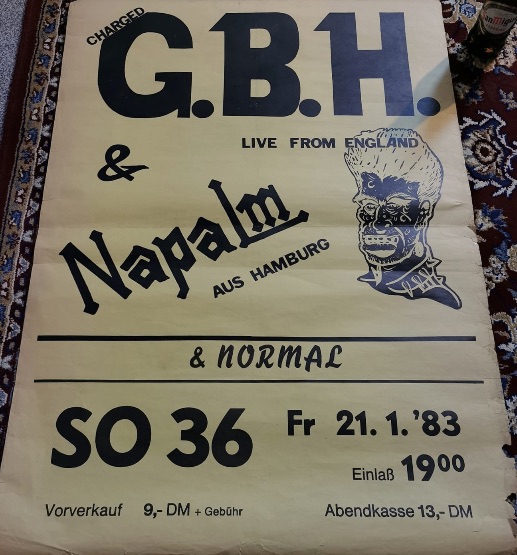 CHARGED
G.B.H.
LIVE FROM ENGLAND
&
Napalm
AUS HAMBURG
& NORMAL
SO 36
Fr 21. 1. '83
Einlaß 1900
Vorverkauf 9,- DM + Gebühr
Abendkasse 13,- DM